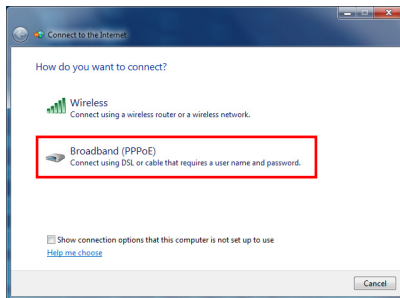 Connect to the Internet
How do you want to connect?
Wireless
Connect using a wireless router or a wireless network.
Broadband (PPPoE)
Connect using DSL or cable that requires a user name and password.
Show connection options that this computer is not set up to use
Help me choose
Cancel